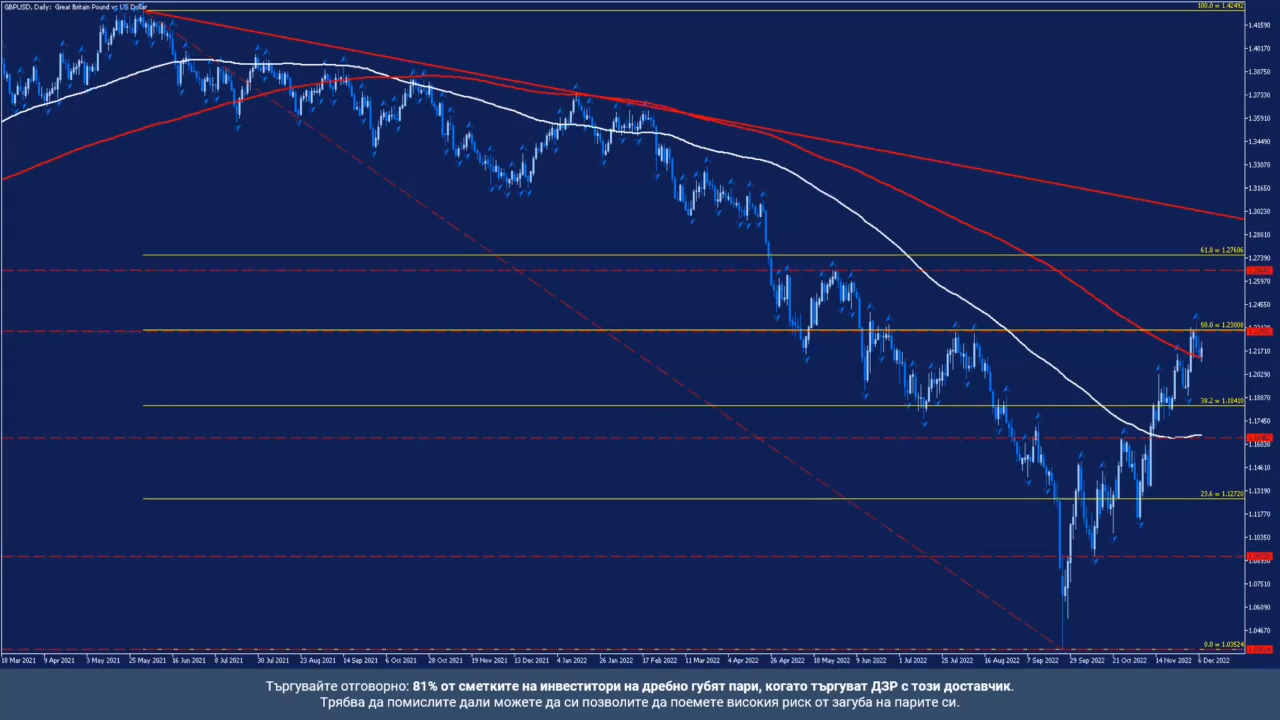 GBPUSD, Daily: Great Britain Pound vs US Dollar
100.0 = 1.42492
1.41590
1.40170
1.38750
1.37330
1.35910
1.34490
1.33070
1.31650
1.30230
1.28810
61.8 = 1.27606
1.27390
1.25970
1.24550
50.0 = 1.23008
1.21710
1.20290
38.2 = 1.18410
1.18870
1.17450
1.16030
1.14610
23.6 = 1.12720
1.13190
1.11770
1.10350
1.08930
1.07510
1.06090
1.04670
0.0 = 1.03524
18 Mar 2021 9 Apr 2021 3 May 2021 25 May 2021 16 Jun 2021 8 Jul 2021 30 Jul 2021 23 Aug 2021 14 Sep 2021 6 Oct 2021 28 Oct 2021 19 Nov 2021 13 Dec 2021 4 Jan 2022 26 Jan 2022 17 Feb 2022 11 Mar 2022 4 Apr 2022 26 Apr 2022 18 May 2022 9 Jun 2022 1 Jul 2022 25 Jul 2022 16 Aug 2022 7 Sep 2022 29 Sep 2022 21 Oct 2022 14 Nov 2022 6 Dec 2022
Търгувайте отговорно: 81% от сметките на инвеститори на дребно губят пари, когато търгуват ДЗР с този доставчик.
Трябва да помислите дали можете да си позволите да поемете високия риск от загуба на парите си.